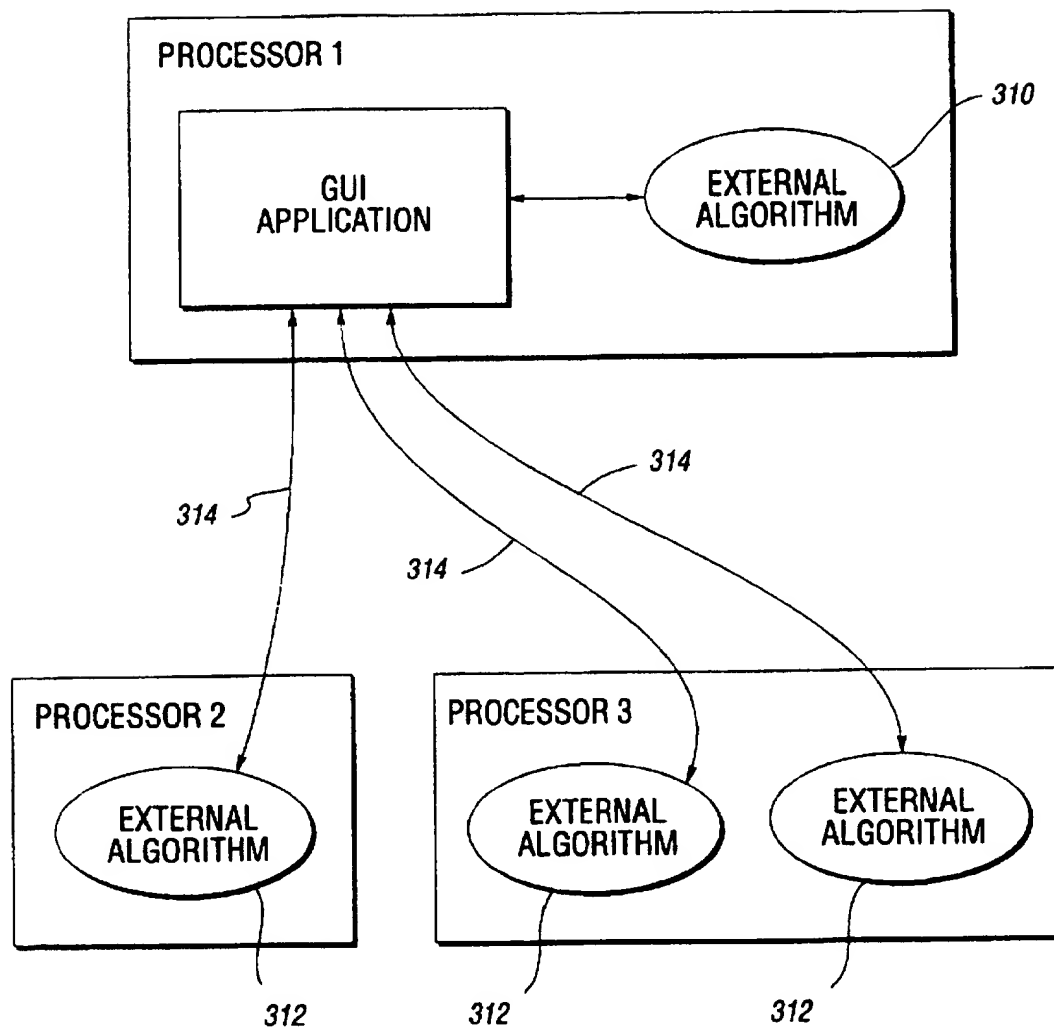 PROCESSOR 1
310
GUI
APPLICATION
EXTERNAL
ALGORITHM
314
314
314
PROCESSOR 2
PROCESSOR 3
EXTERNAL
ALGORITHM
EXTERNAL
ALGORITHM
EXTERNAL
ALGORITHM
312
312
312